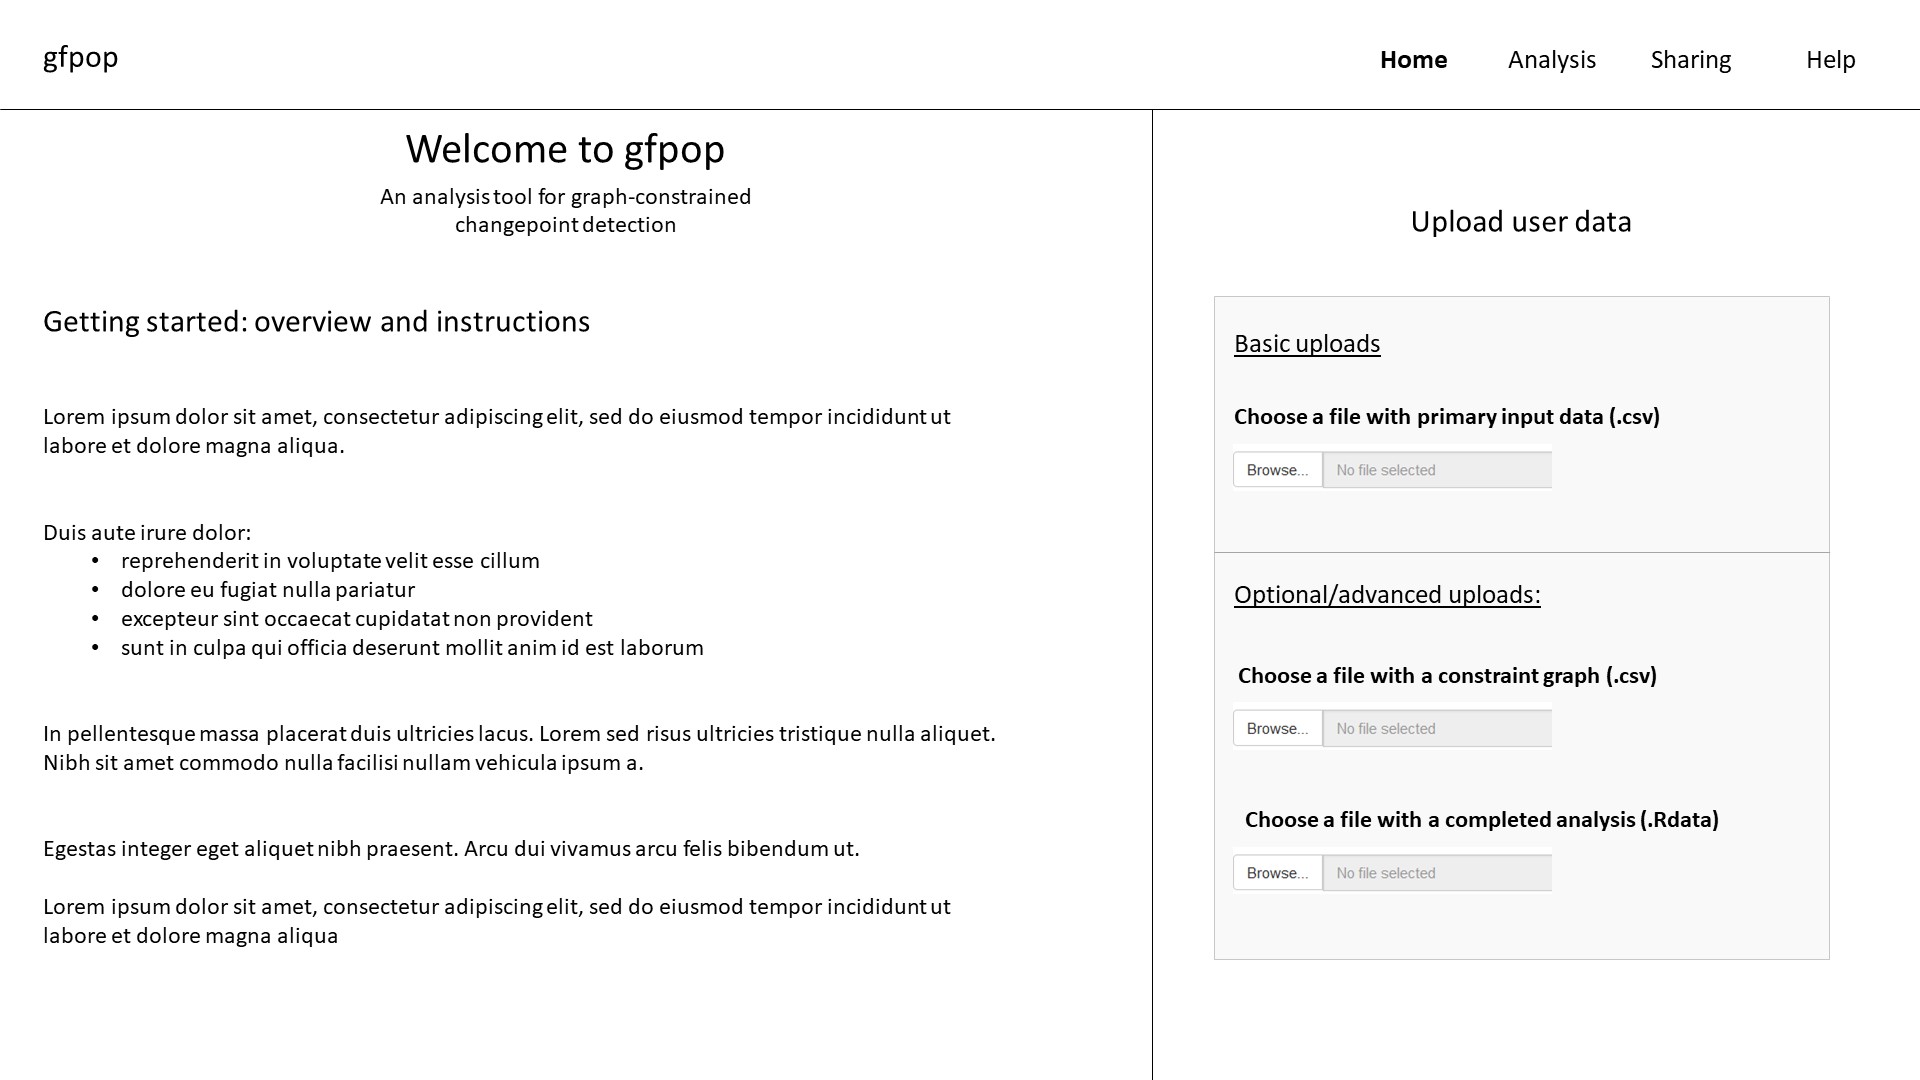 gfpop
Home Analysis Sharing Help
Welcome to gfpop
An analysis tool for graph-constrained
changepoint detection
Getting started: overview and instructions
Lorem ipsum dolor sit amet, consectetur adipiscing elit, sed do eiusmod tempor incididunt ut
labore et dolore magna aliqua.
Duis aute irure dolor:
• reprehenderit in voluptate velit esse cillum
• dolore eu fugiat nulla pariatur
• excepteur sint occaecat cupidatat non provident
• sunt in culpa qui officia deserunt mollit anim id est laborum
In pellentesque massa placerat duis ultricies lacus. Lorem sed risus ultricies tristique nulla aliquet.
Nibh sit amet commodo nulla facilisi nullam vehicula ipsum a.
Egestas integer eget aliquet nibh praesent. Arcu dui vivamus arcu felis bibendum ut.
Lorem ipsum dolor sit amet, consectetur adipiscing elit, sed do eiusmod tempor incididunt ut
labore et dolore magna aliqua
Upload user data
Basic uploads
Choose a file with primary input data (.csv)
Browse... No file selected
Optional/advanced uploads:
Choose a file with a constraint graph (.csv)
Browse... No file selected
Choose a file with a completed analysis (.Rdata)
Browse... No file selected